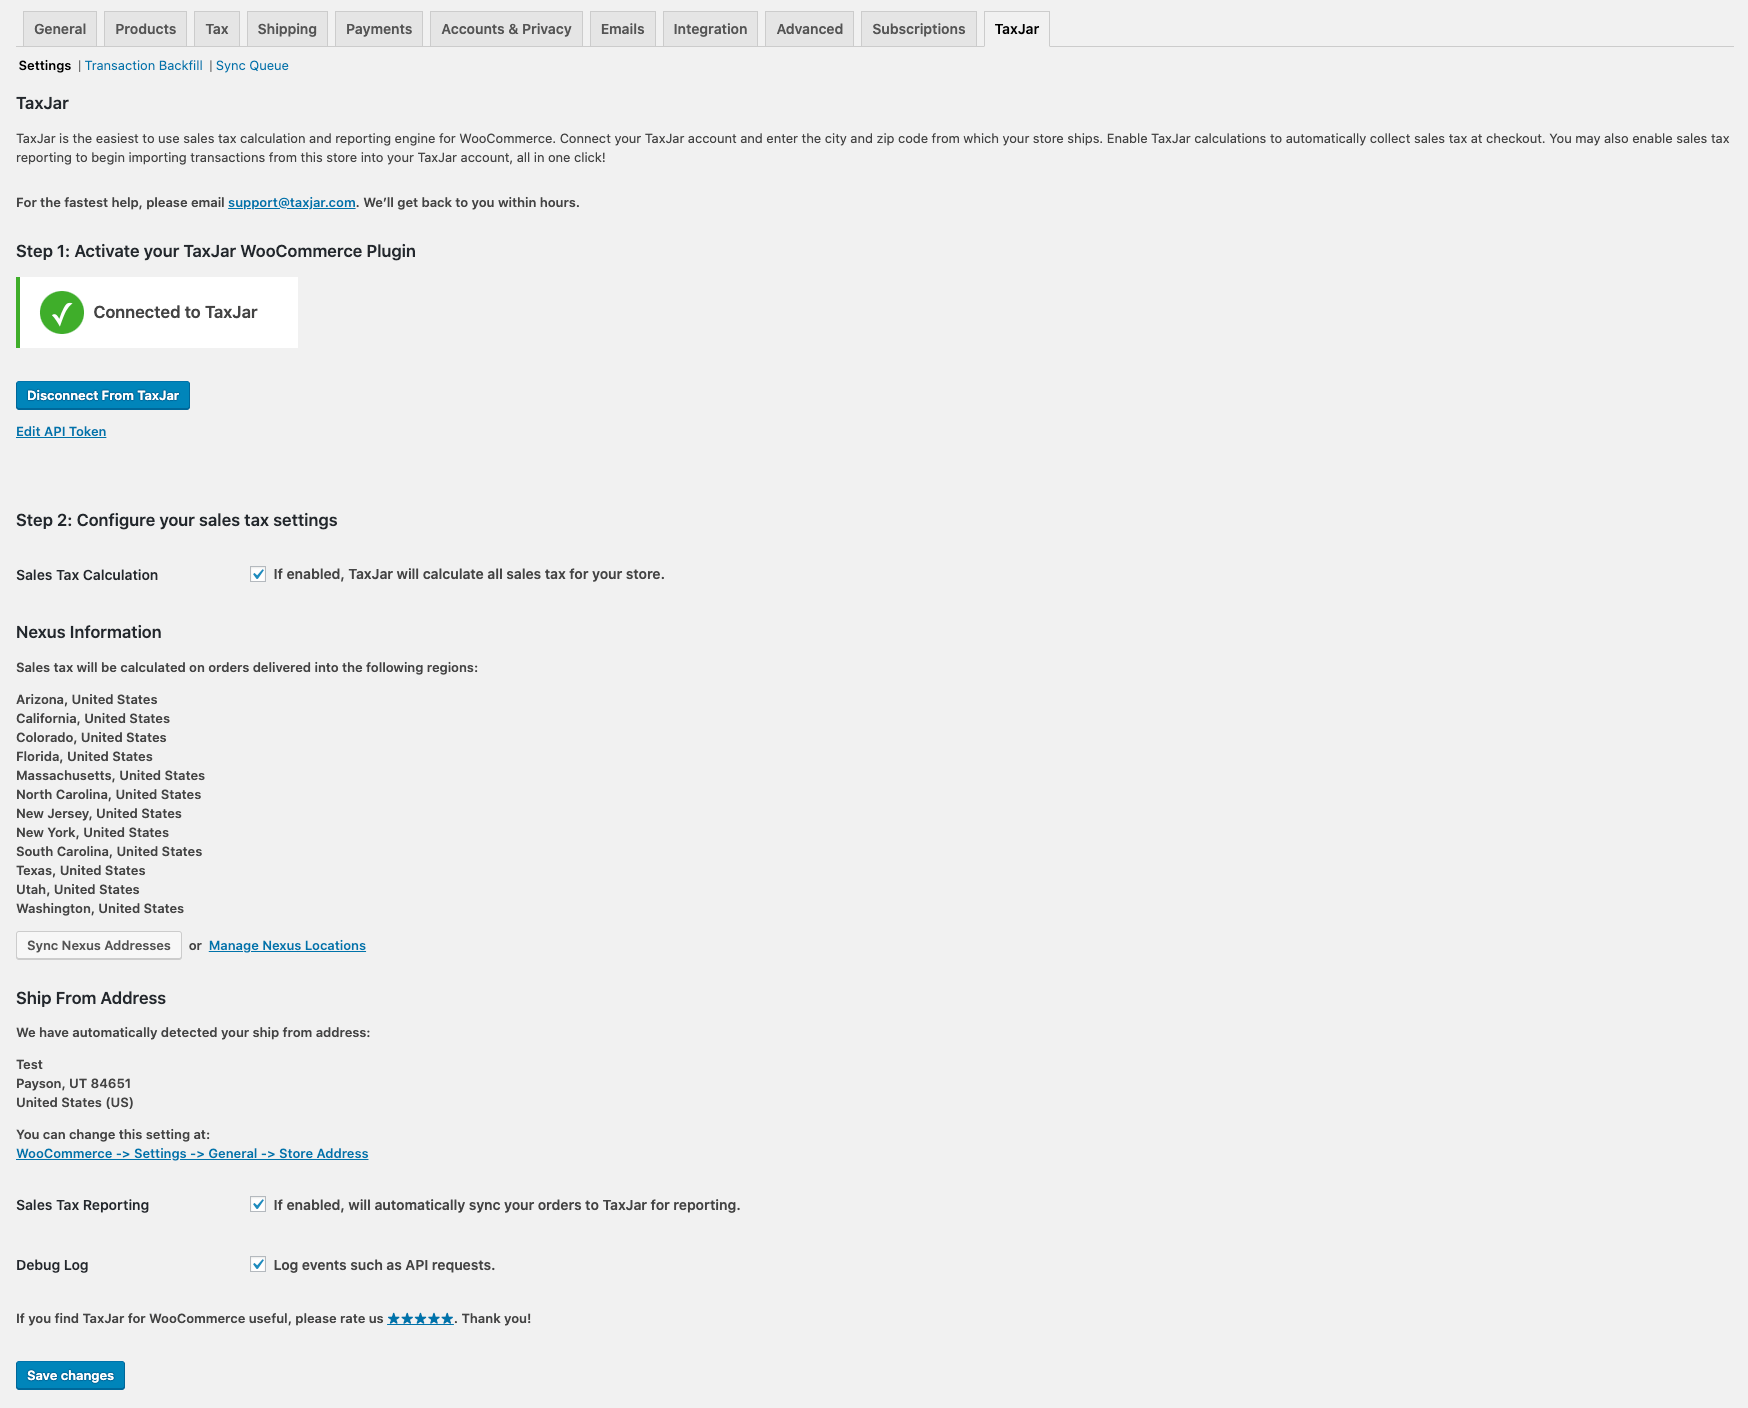 General Products Tax Shipping Payments Accounts & Privacy Emails Integration Advanced Subscriptions TaxJar
Settings | Transaction Backfill | Sync Queue
TaxJar
TaxJar is the easiest to use sales tax calculation and reporting engine for WooCommerce. Connect your TaxJar account and enter the city and zip code from which your store ships. Enable TaxJar calculations to automatically collect sales tax at checkout. You may also enable sales tax
reporting to begin importing transactions from this store into your TaxJar account, all in one click!
For the fastest help, please email support@taxjar.com. We’ll get back to you within hours.
Step 1: Activate your TaxJar WooCommerce Plugin
Connected to TaxJar
Disconnect From TaxJar
Edit API Token
Step 2: Configure your sales tax settings
Sales Tax Calculation If enabled, TaxJar will calculate all sales tax for your store.
Nexus Information
Sales tax will be calculated on orders delivered into the following regions:
Arizona, United States
California, United States
Colorado, United States
Florida, United States
Massachusetts, United States
North Carolina, United States
New Jersey, United States
New York, United States
South Carolina, United States
Texas, United States
Utah, United States
Washington, United States
Sync Nexus Addresses or Manage Nexus Locations
Ship From Address
We have automatically detected your ship from address:
Test
Payson, UT 84651
United States (US)
You can change this setting at:
WooCommerce -> Settings -> General -> Store Address
Sales Tax Reporting If enabled, will automatically sync your orders to TaxJar for reporting.
Debug Log Log events such as API requests.
If you find TaxJar for WooCommerce useful, please rate us ★★★★★. Thank you!
Save changes